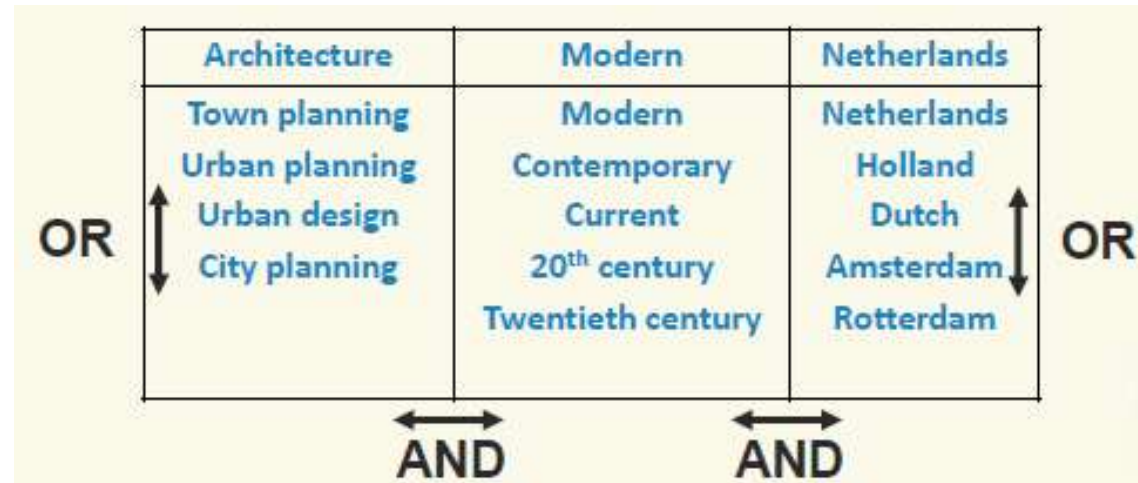 Architecture Modern Netherlands
Town planning Modern Netherlands
Urban planning Contemporary Holland
Urban design Current Dutch
OR OR
City planning 20th century Amsterdam
Twentieth century Rotterdam
AND AND